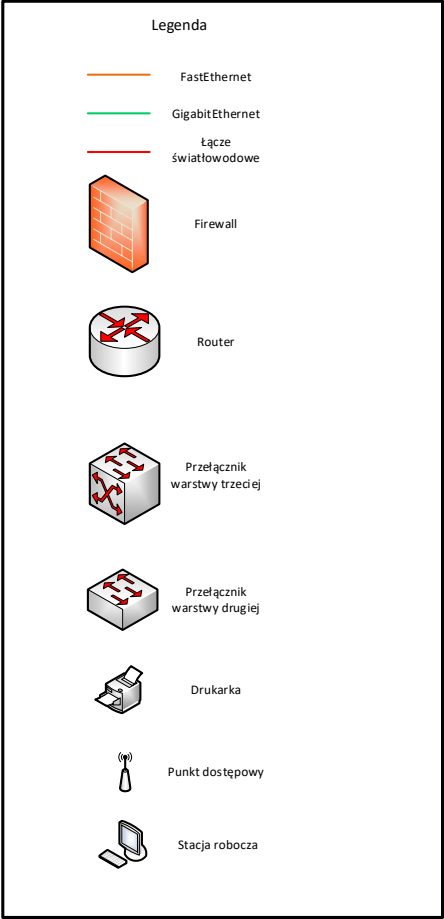 Legenda
FastEthernet
GigabitEthernet
Łącze
światłowodowe
Firewall
Router
Przełącznik
warstwy trzeciej
Przełącznik
warstwy drugiej
Drukarka
Punkt dostępowy
Stacja robocza